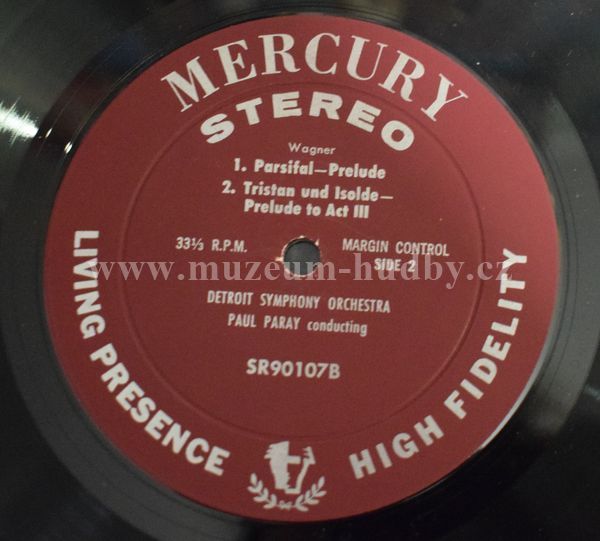 MERCURY
STEREO
Wagner
1. Parsifal—Prelude
2. Tristan und Isolde—
Prelude to Act III
33⅓ R.P.M.
MARGIN CONTROL
SIDE 2
www.muzeum-hudby.cz
DETROIT SYMPHONY ORCHESTRA
PAUL PARAY conducting
SR90107B
LIVING PRESENCE
HIGH FIDELITY